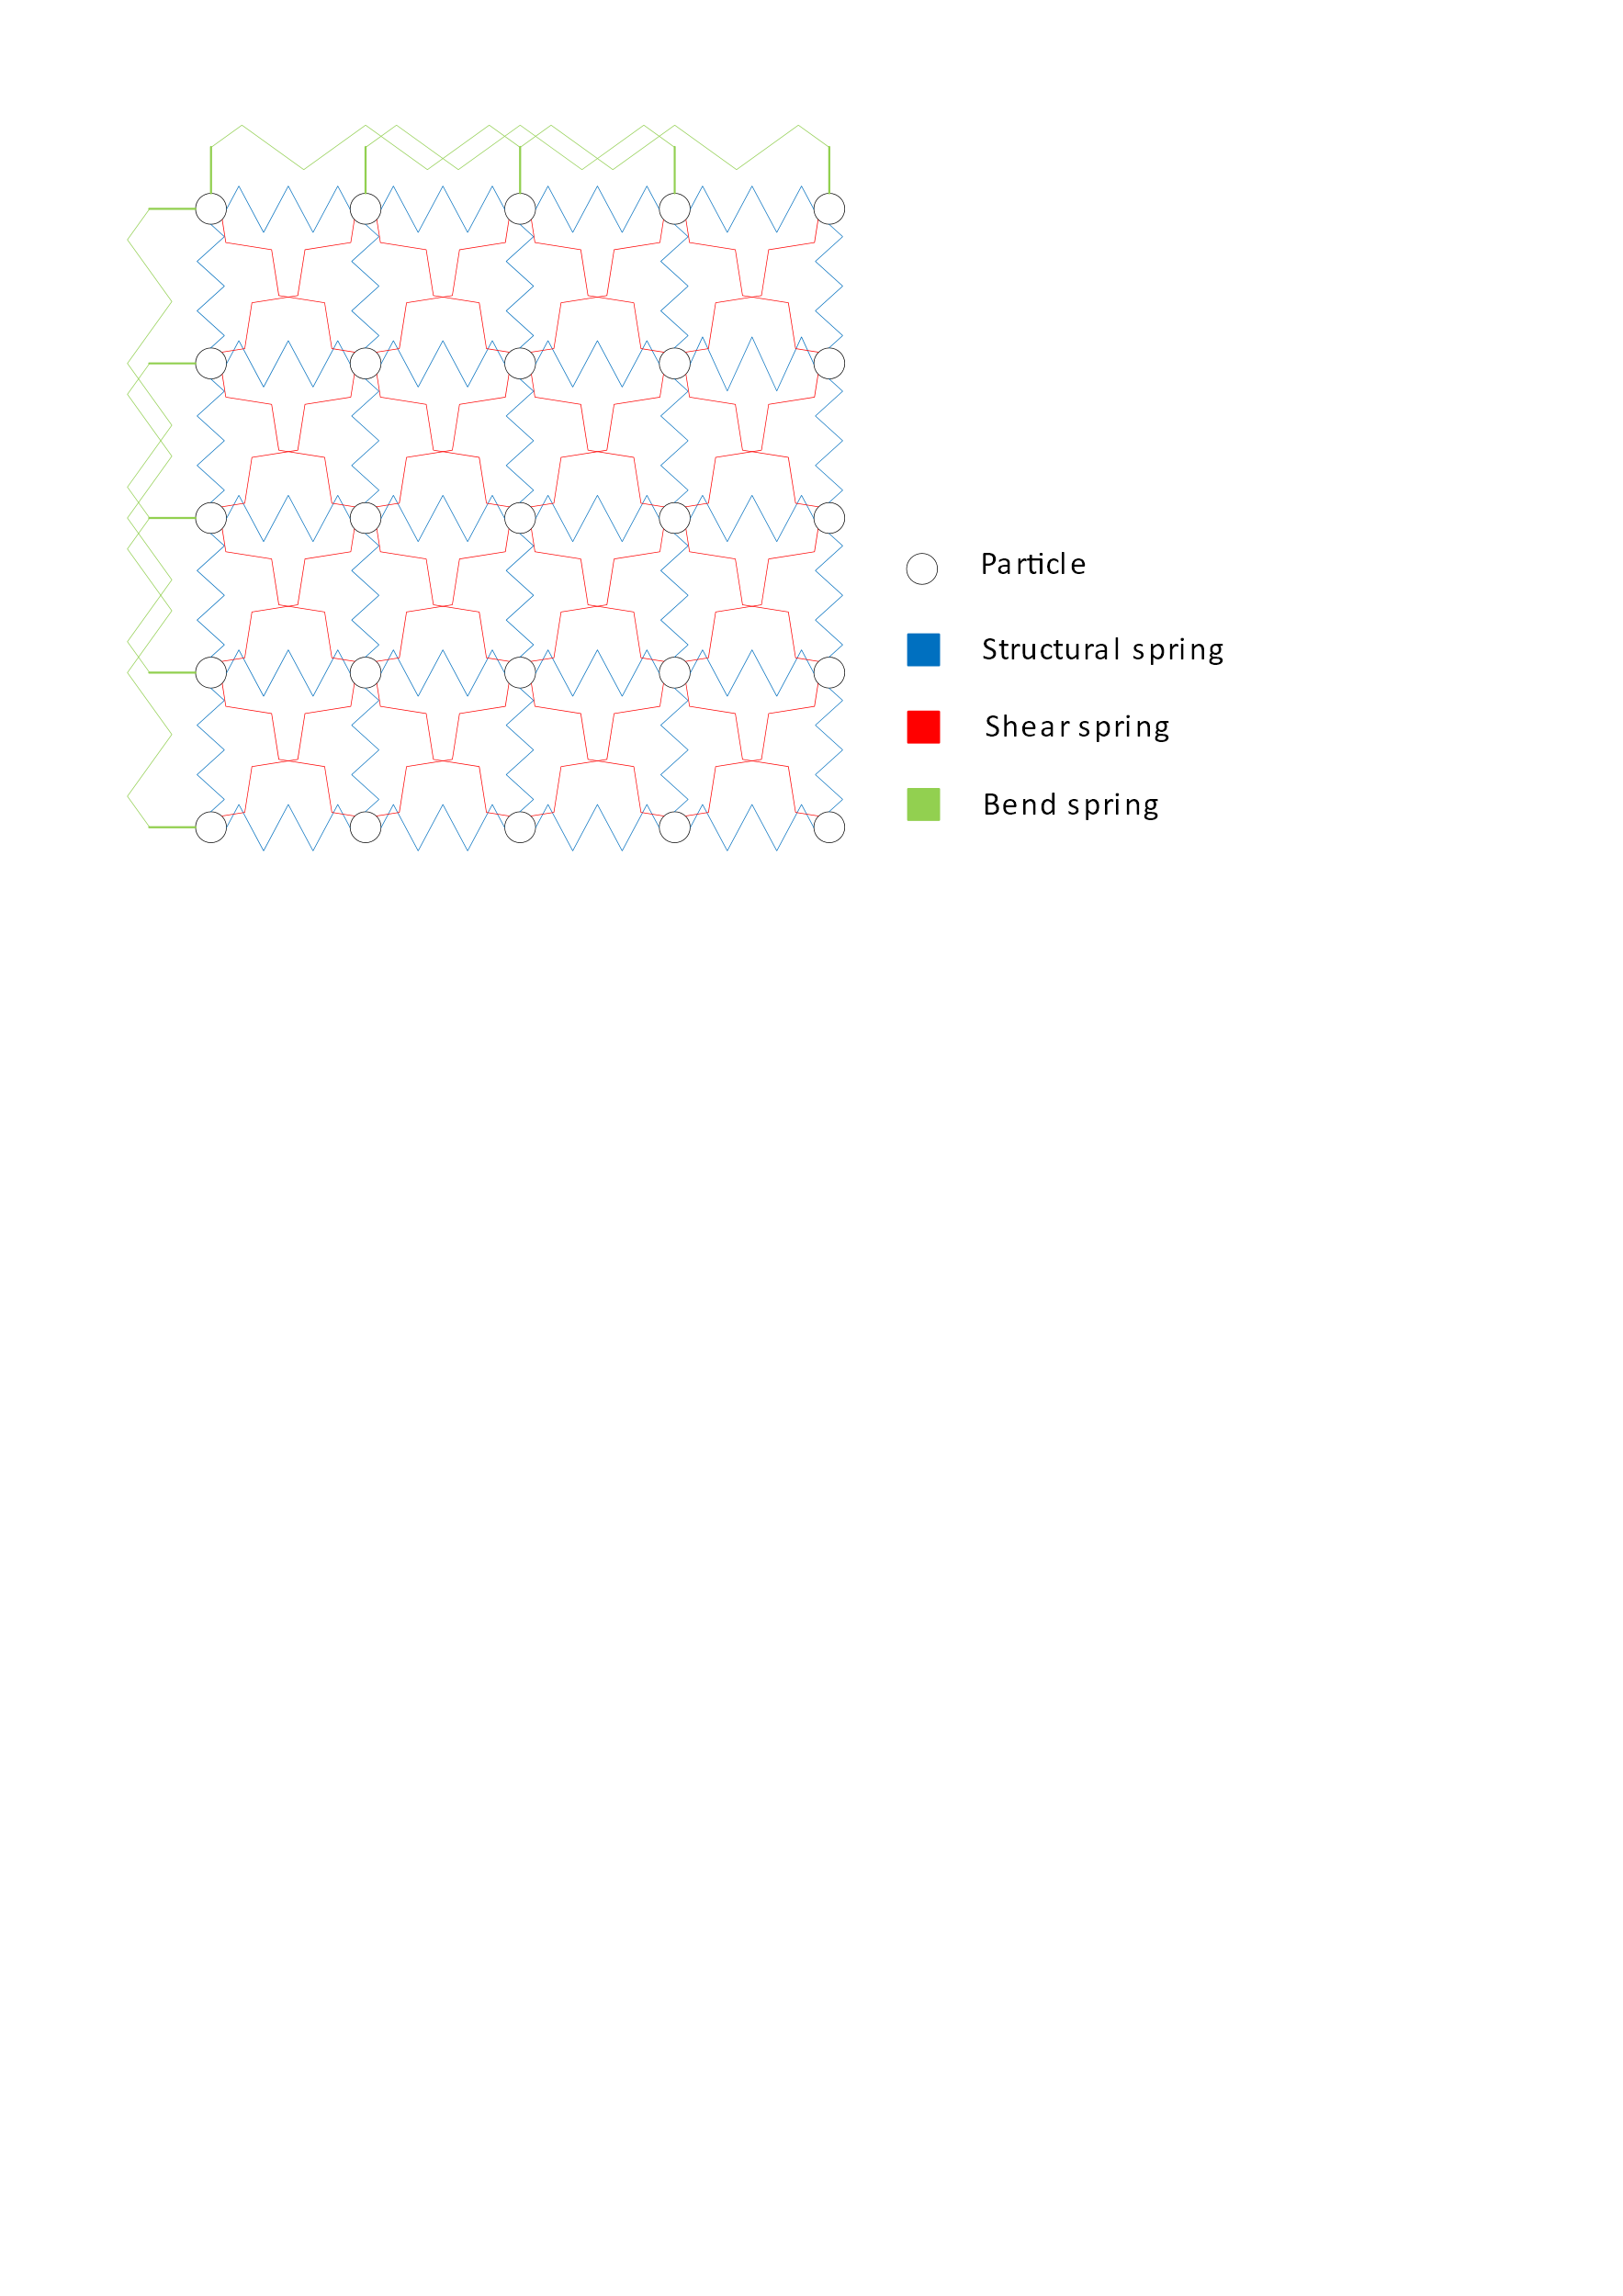 Particle
Structural spring
Shear spring
Bend spring